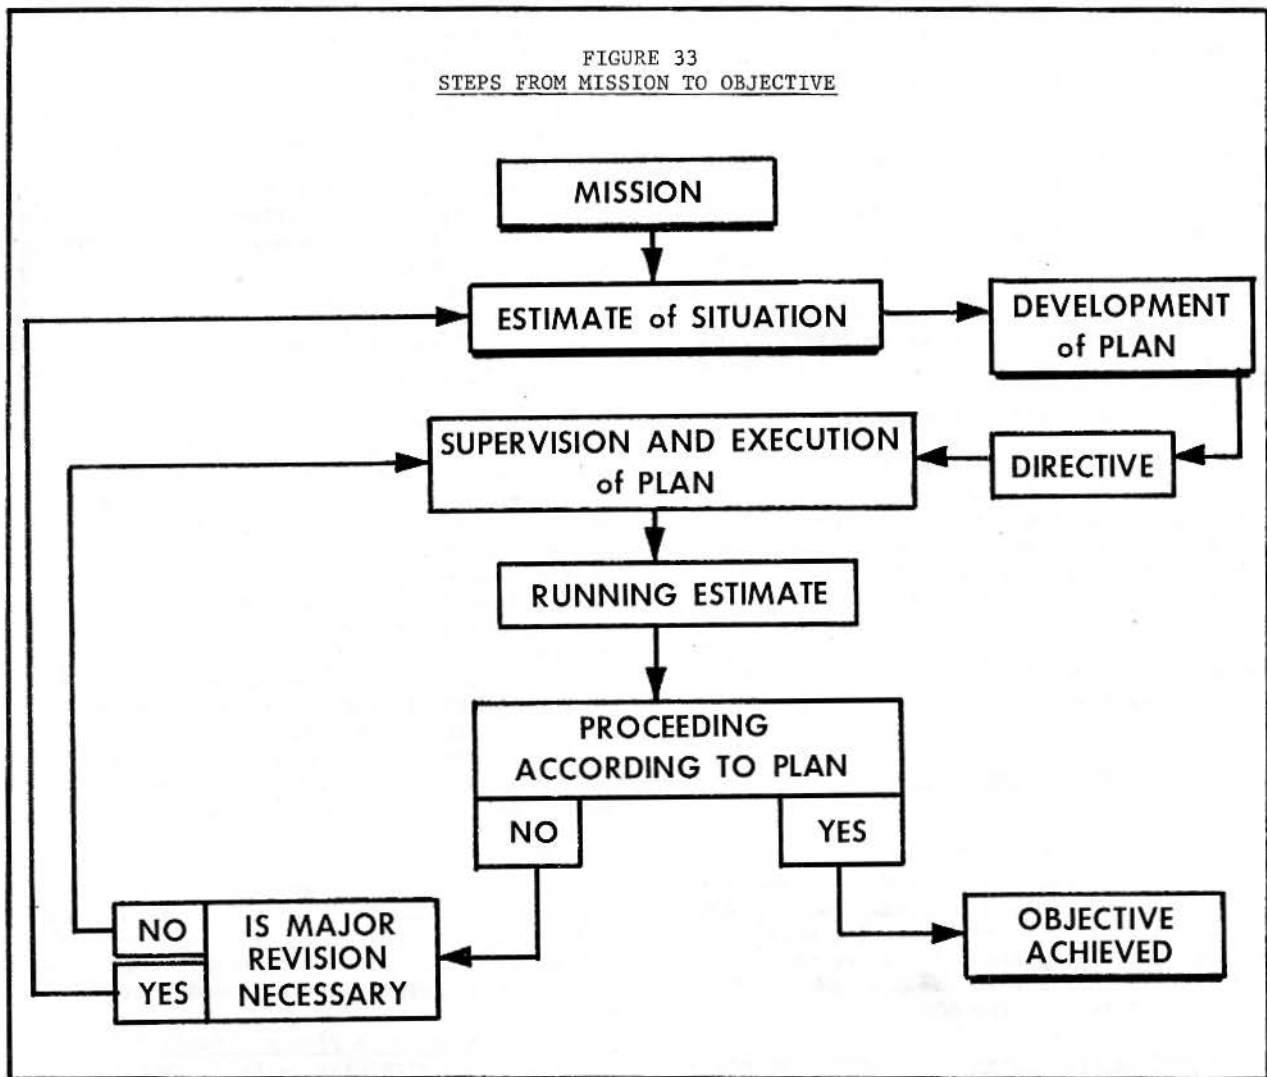 FIGURE 33
STEPS FROM MISSION TO OBJECTIVE
MISSION
ESTIMATE of SITUATION
DEVELOPMENT
of PLAN
SUPERVISION AND EXECUTION
of PLAN
DIRECTIVE
RUNNING ESTIMATE
PROCEEDING
ACCORDING TO PLAN
NO
YES
NO
YES
IS MAJOR
REVISION
NECESSARY
OBJECTIVE
ACHIEVED